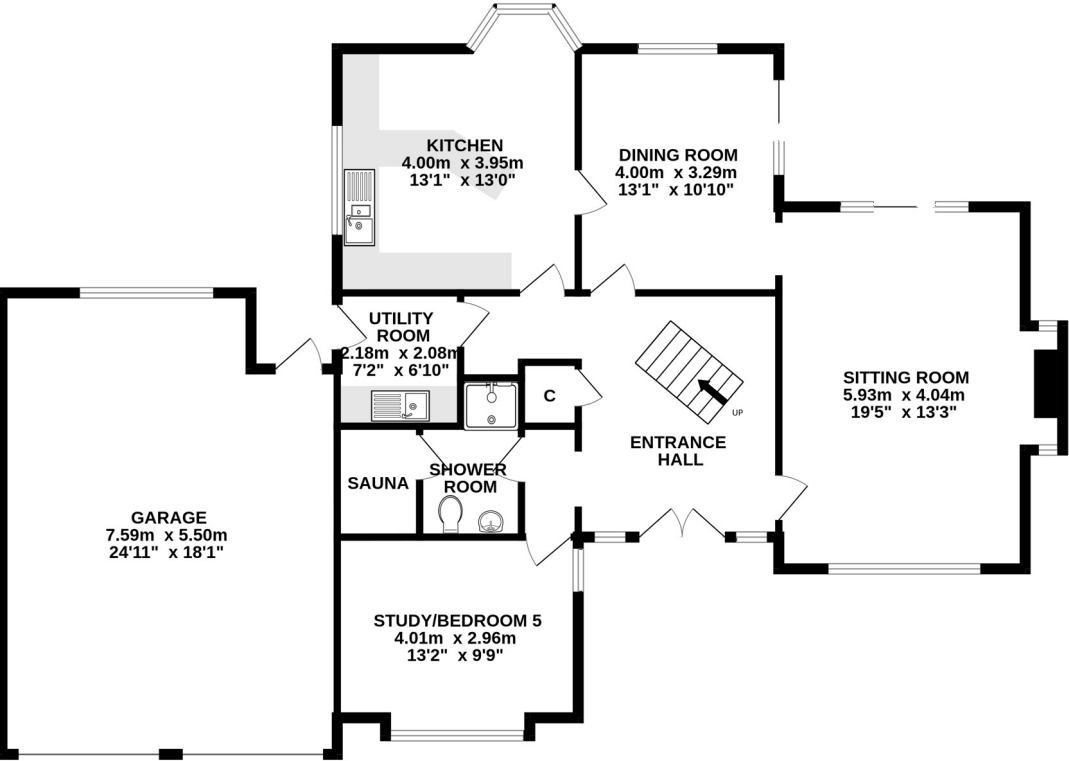 KITCHEN
4.00m x 3.95m
13'1" x 13'0"
DINING ROOM
4.00m x 3.29m
13'1" x 10'10"
UTILITY
ROOM
2.18m x 2.08m
7'2" x 6'10"
SITTING ROOM
5.93m x 4.04m
19'5" x 13'3"
C
UP
ENTRANCE
HALL
SHOWER
ROOM
SAUNA
GARAGE
7.59m x 5.50m
24'11" x 18'1"
STUDY/BEDROOM 5
4.01m x 2.96m
13'2" x 9'9"